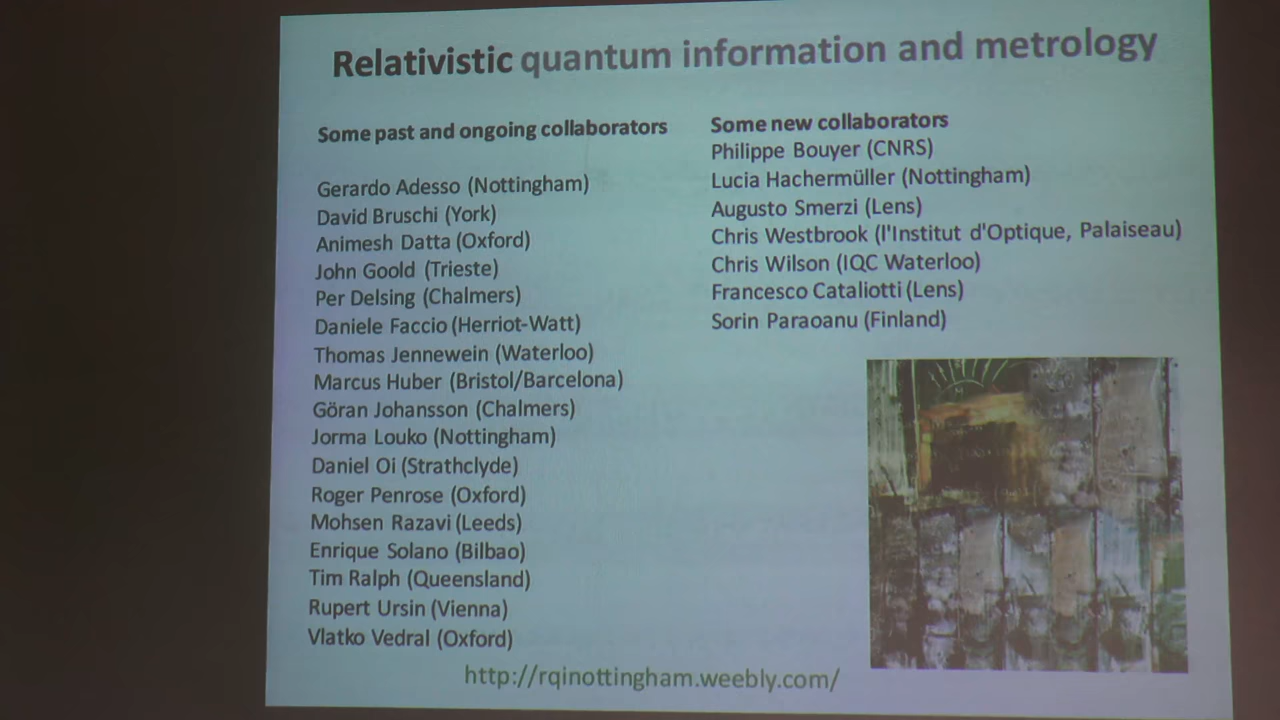 Relativistic quantum information and metrology
Some past and ongoing collaborators
Gerardo Adesso (Nottingham)
David Bruschi (York)
Animesh Datta (Oxford)
John Goold (Trieste)
Per Delsing (Chalmers)
Daniele Faccio (Herriot-Watt)
Thomas Jennewein (Waterloo)
Marcus Huber (Bristol/Barcelona)
Göran Johansson (Chalmers)
Jorma Louko (Nottingham)
Daniel Oi (Strathclyde)
Roger Penrose (Oxford)
Mohsen Razavi (Leeds)
Enrique Solano (Bilbao)
Tim Ralph (Queensland)
Rupert Ursin (Vienna)
Vlatko Vedral (Oxford)
Some new collaborators
Philippe Bouyer (CNRS)
Lucia Hachermüller (Nottingham)
Augusto Smerzi (Lens)
Chris Westbrook (l'Institut d'Optique, Palaiseau)
Chris Wilson (IQC Waterloo)
Francesco Cataliotti (Lens)
Sorin Paraoanu (Finland)
http://rqinottingham.weebly.com/